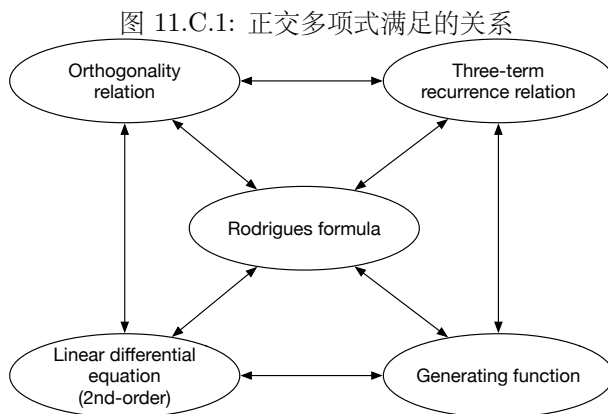 图 11.C.1: 正交多项式满足的关系
Orthogonality
relation
Three-term
recurrence relation
Rodrigues formula
Linear differential
equation
(2nd-order)
Generating function